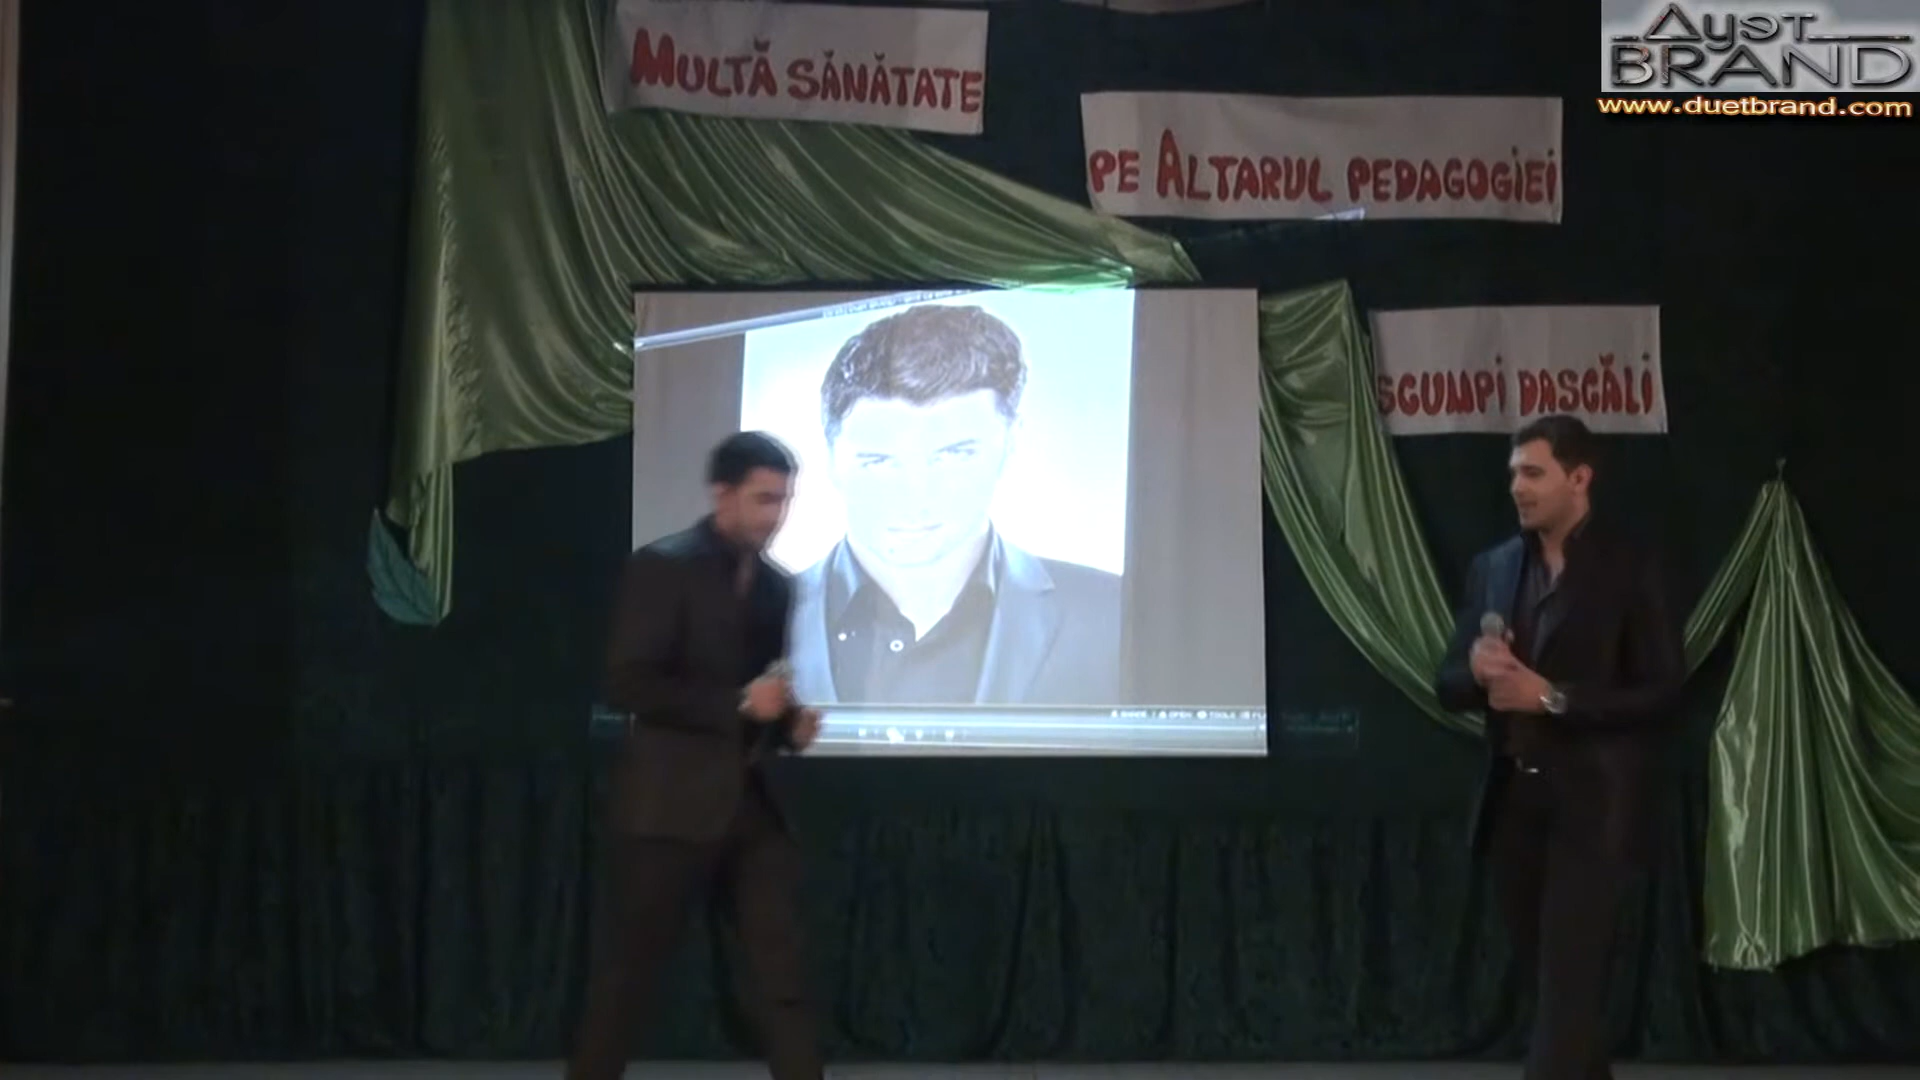 MULTĂ SĂNĂTATE
PE ALTARUL PEDAGOGIEI
SCUMPI DASCĂLI
BRAND
www.duetbrand.com